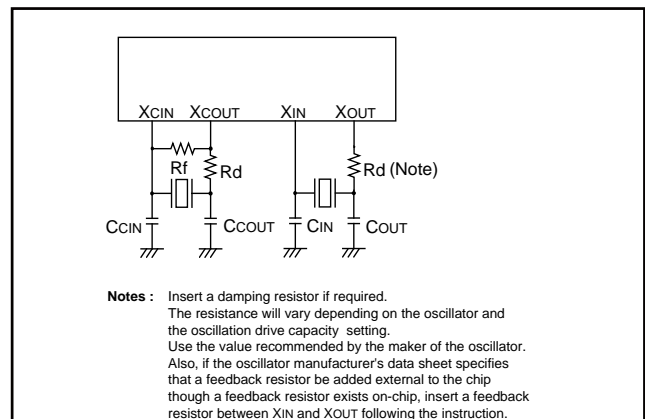 XCIN XCOUT XIN XOUT
Rf Rd Rd (Note)
CCIN CCOUT CIN COUT
Notes : Insert a damping resistor if required.
The resistance will vary depending on the oscillator and
the oscillation drive capacity setting.
Use the value recommended by the maker of the oscillator.
Also, if the oscillator manufacturer's data sheet specifies
that a feedback resistor be added external to the chip
though a feedback resistor exists on-chip, insert a feedback
resistor between XIN and XOUT following the instruction.